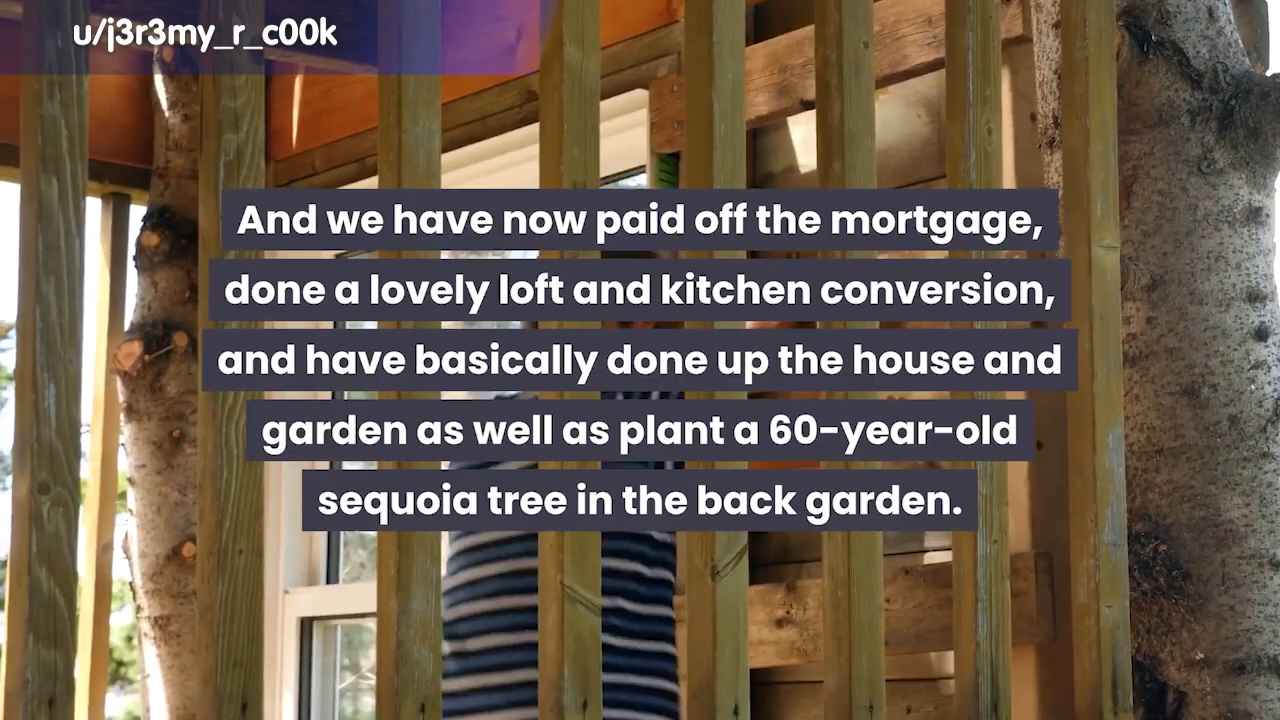 u/j3r3my_r_c00k
And we have now paid off the mortgage,
done a lovely loft and kitchen conversion,
and have basically done up the house and
garden as well as plant a 60-year-old
sequoia tree in the back garden.